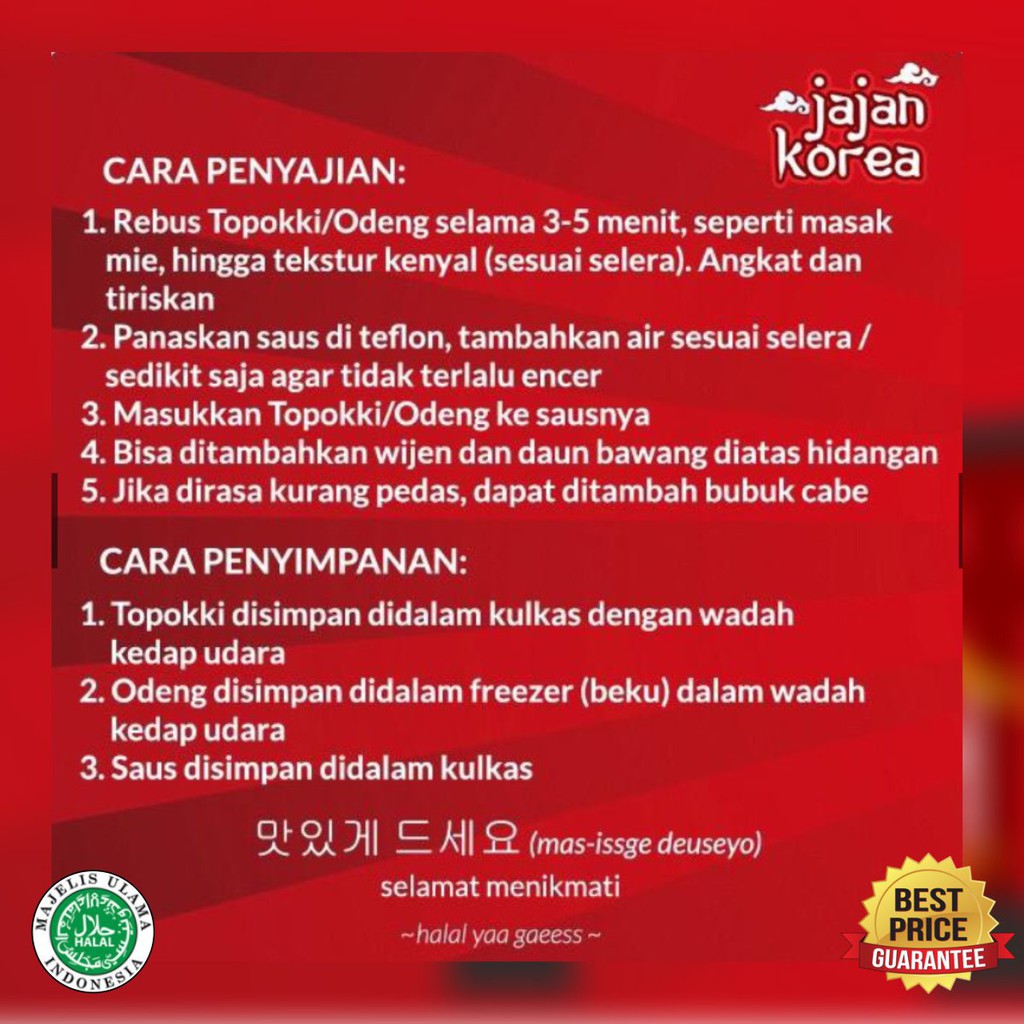 jajan
korea
CARA PENYAJIAN:
1. Rebus Topokki/Odeng selama 3-5 menit, seperti masak
mie, hingga tekstur kenyal (sesuai selera). Angkat dan
tiriskan
2. Panaskan saus di teflon, tambahkan air sesuai selera /
sedikit saja agar tidak terlalu encer
3. Masukkan Topokki/Odeng ke sausnya
4. Bisa ditambahkan wijen dan daun bawang diatas hidangan
5. Jika dirasa kurang pedas, dapat ditambah bubuk cabe
CARA PENYIMPANAN:
1. Topokki disimpan didalam kulkas dengan wadah
kedap udara
2. Odeng disimpan didalam freezer (beku) dalam wadah
kedap udara
3. Saus disimpan didalam kulkas
맛있게 드세요 (mas-issge deuseyo)
selamat menikmati
~halal yaa gaeess ~
MAJELIS ULAMA
حلال
HALAL
INDONESIA
BEST
PRICE
GUARANTEE